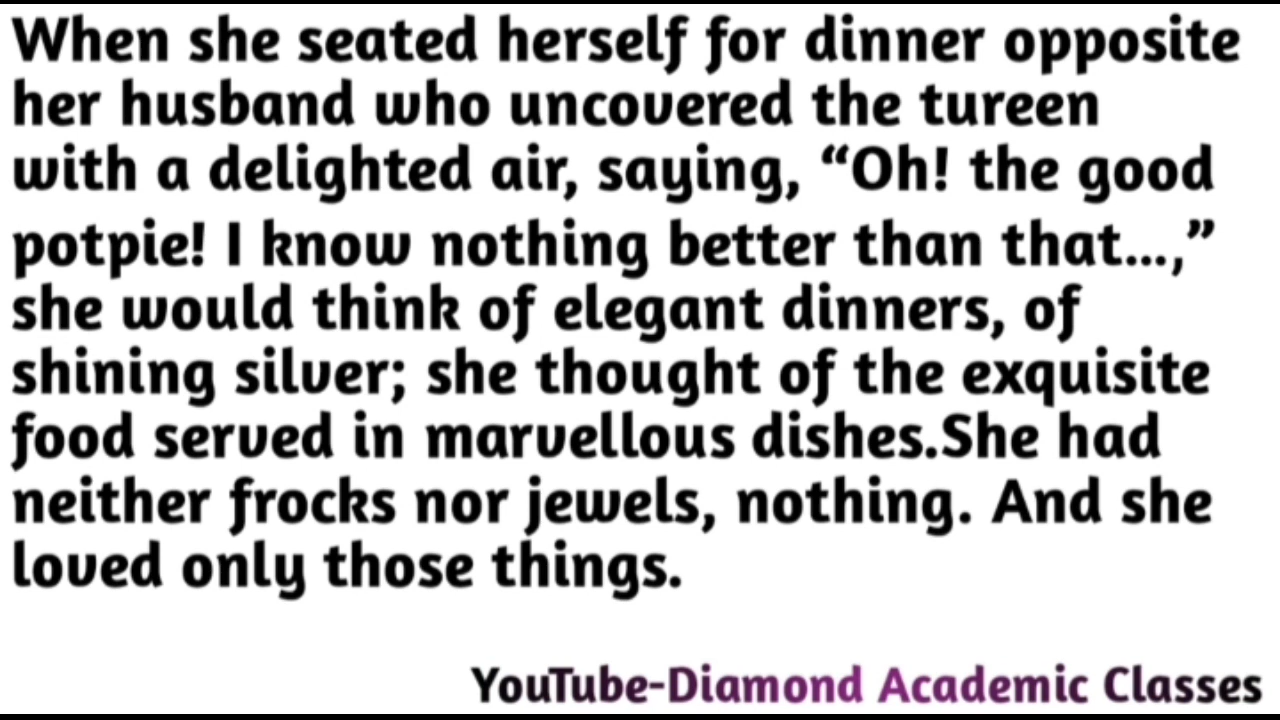 When she seated herself for dinner opposite
her husband who uncovered the tureen
with a delighted air, saying, “Oh! the good
potpie! I know nothing better than that...,”
she would think of elegant dinners, of
shining silver; she thought of the exquisite
food served in marvellous dishes.She had
neither frocks nor jewels, nothing. And she
loved only those things.
YouTube-Diamond Academic Classes